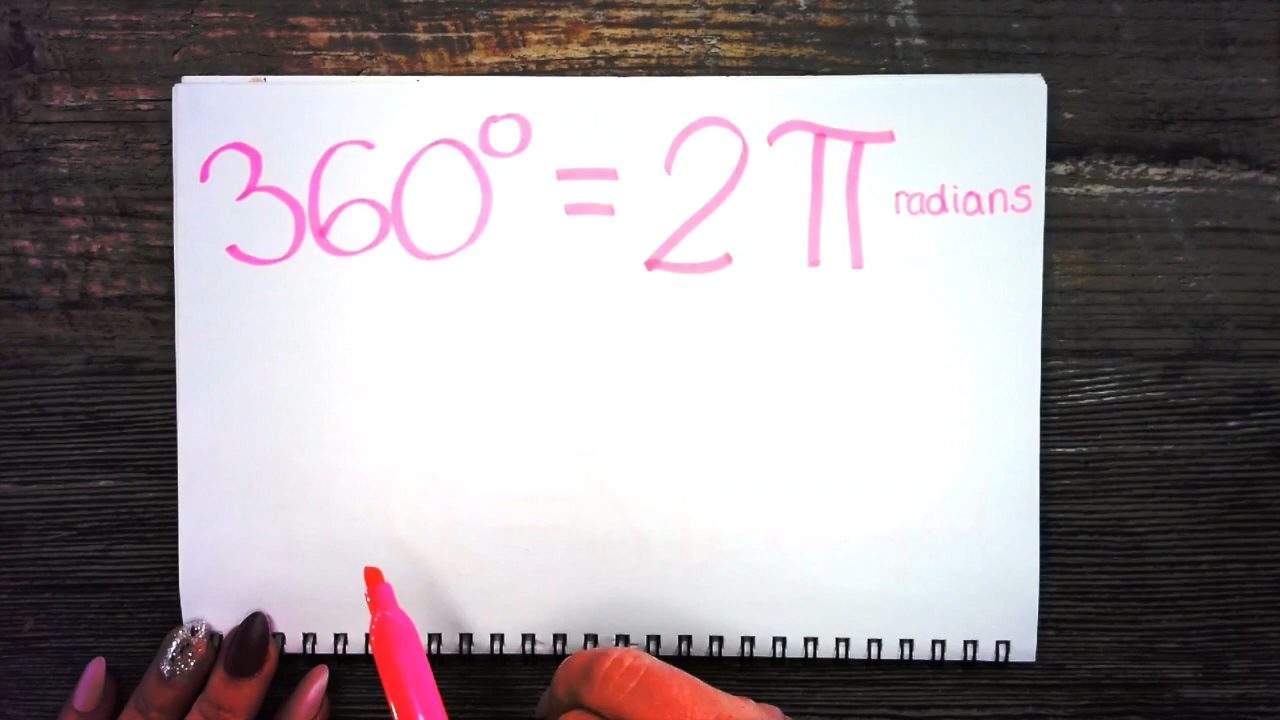 360° = 2π radians